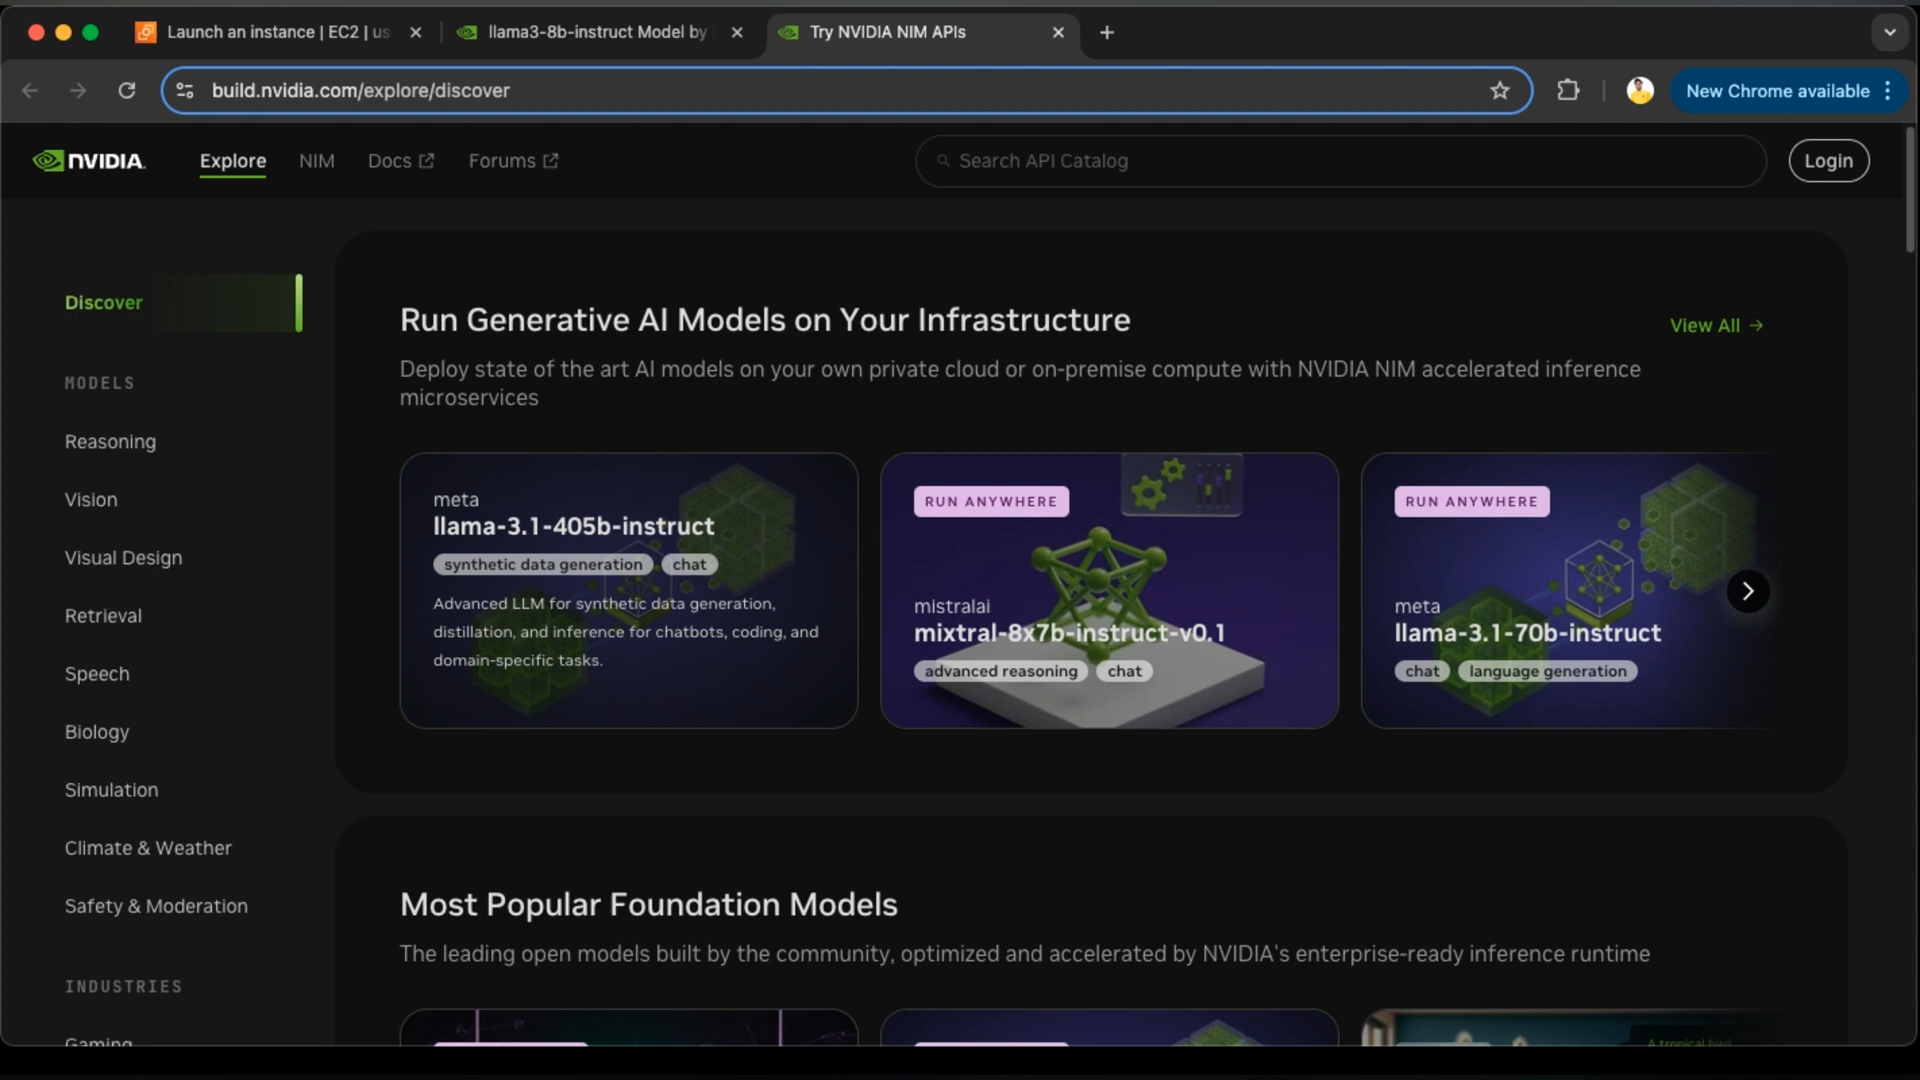 Launch an instance | EC2 | us
llama3-8b-instruct Model by
Try NVIDIA NIM APIs
build.nvidia.com/explore/discover
New Chrome available
NVIDIA.
Explore
NIM
Docs
Forums
Search API Catalog
Login
Discover
MODELS
Reasoning
Vision
Visual Design
Retrieval
Speech
Biology
Simulation
Climate & Weather
Safety & Moderation
INDUSTRIES
Gaming
Run Generative AI Models on Your Infrastructure
View All
Deploy state of the art AI models on your own private cloud or on-premise compute with NVIDIA NIM accelerated inference
microservices
meta
llama-3.1-405b-instruct
synthetic data generation
chat
Advanced LLM for synthetic data generation,
distillation, and inference for chatbots, coding, and
domain-specific tasks.
RUN ANYWHERE
mistralai
mixtral-8x7b-instruct-v0.1
advanced reasoning
chat
RUN ANYWHERE
meta
llama-3.1-70b-instruct
chat
language generation
Most Popular Foundation Models
The leading open models built by the community, optimized and accelerated by NVIDIA's enterprise-ready inference runtime
A tropical bird